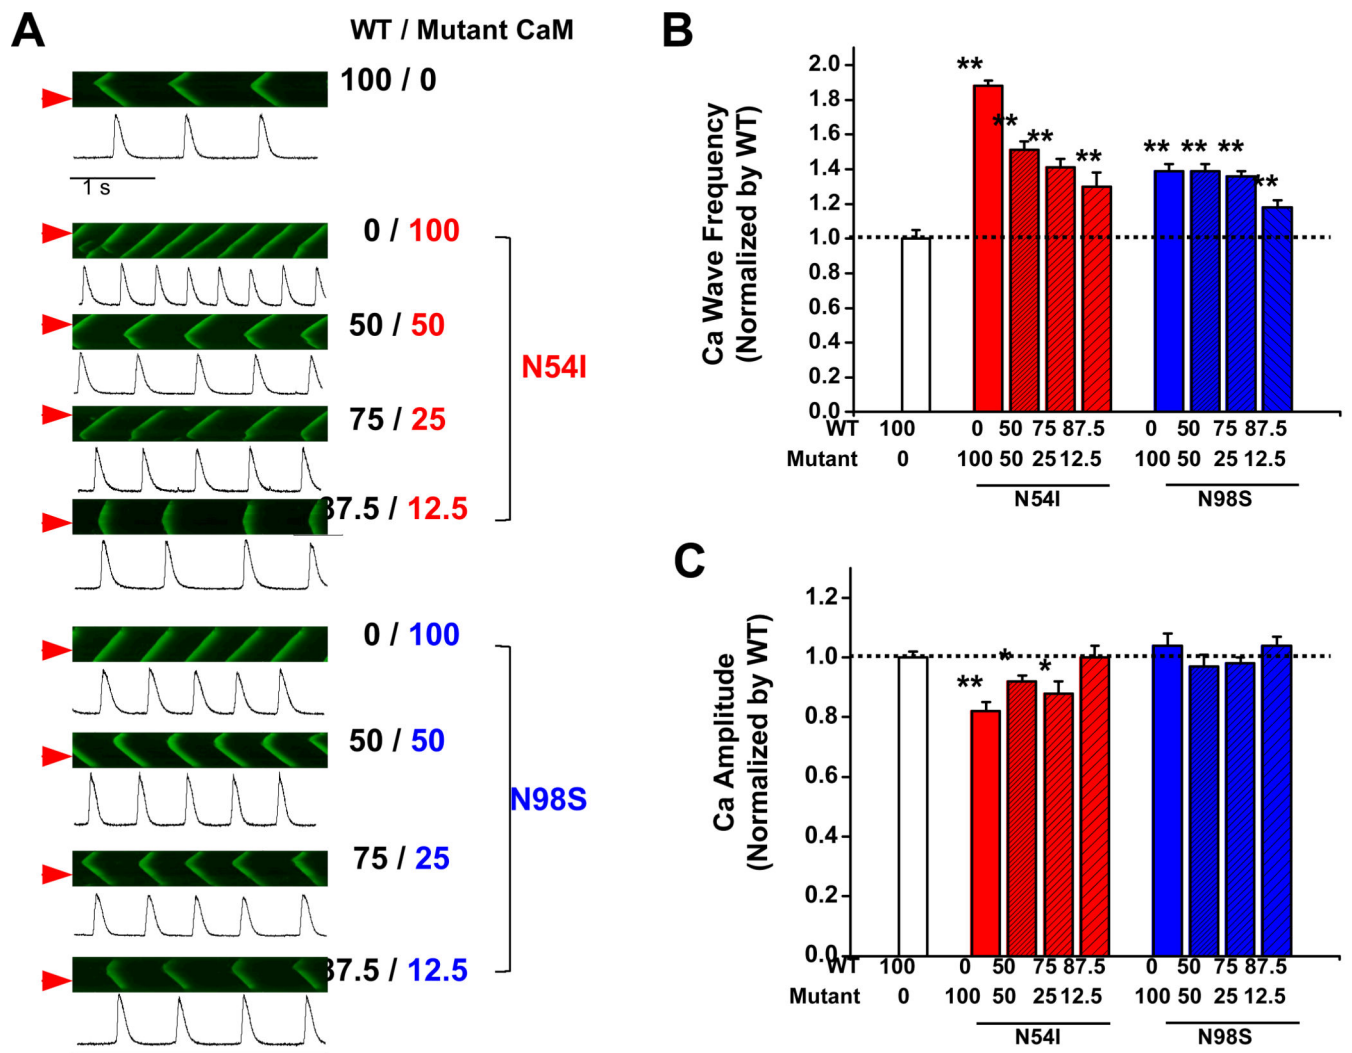 A
WT / Mutant CaM
100 / 0
1 s
0 / 100
50 / 50
N54I
75 / 25
87.5 / 12.5
0 / 100
50 / 50
N98S
75 / 25
87.5 / 12.5
B
Ca Wave Frequency
(Normalized by WT)
2.0
1.8
1.6
1.4
1.2
1.0
0.8
0.6
0.4
0.2
0.0
** ** ** ** ** ** ** **
WT 100 0 50 75 87.5 0 50 75 87.5
Mutant 0 100 50 25 12.5 100 50 25 12.5
N54I N98S
C
Ca Amplitude
(Normalized by WT)
1.2
1.0
0.8
0.6
0.4
0.2
0.0
** * *
WT 100 0 50 75 87.5 0 50 75 87.5
Mutant 0 100 50 25 12.5 100 50 25 12.5
N54I N98S